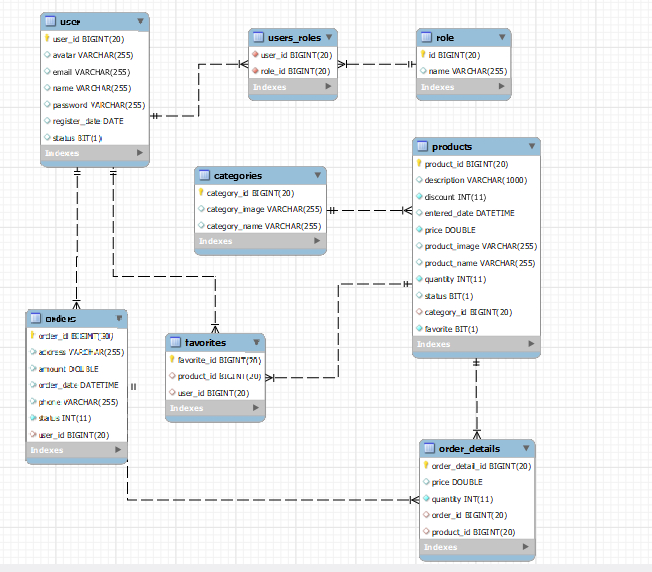 user
user_id BIGINT(20)
avatar VARCHAR(255)
email VARCHAR(255)
name VARCHAR(255)
password VARCHAR(255)
register_date DATE
status BIT(1)
Indexes
users_roles
user_id BIGINT(20)
role_id BIGINT(20)
Indexes
role
id BIGINT(20)
name VARCHAR(255)
Indexes
categories
category_id BIGINT(20)
category_image VARCHAR(255)
category_name VARCHAR(255)
Indexes
products
product_id BIGINT(20)
description VARCHAR(1000)
discount INT(11)
entered_date DATETIME
price DOUBLE
product_image VARCHAR(255)
product_name VARCHAR(255)
quantity INT(11)
status BIT(1)
category_id BIGINT(20)
favorite BIT(1)
Indexes
orders
order_id BIGINT(20)
address VARCHAR(255)
amount DOUBLE
order_date DATETIME
phone VARCHAR(255)
status INT(11)
user_id BIGINT(20)
Indexes
favorites
favorite_id BIGINT(20)
product_id BIGINT(20)
user_id BIGINT(20)
Indexes
order_details
order_detail_id BIGINT(20)
price DOUBLE
quantity INT(11)
order_id BIGINT(20)
product_id BIGINT(20)
Indexes